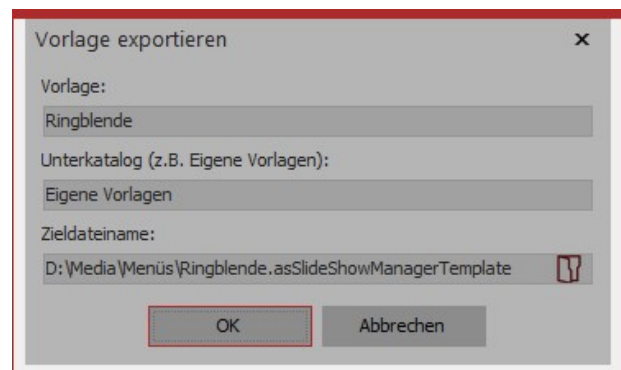 Vorlage exportieren
Vorlage:
Ringblende
Unterkatalog (z.B. Eigene Vorlagen):
Eigene Vorlagen
Zieldateiname:
D:\Media\Menüs\Ringblende.asSlideShowManagerTemplate
OK Abbrechen